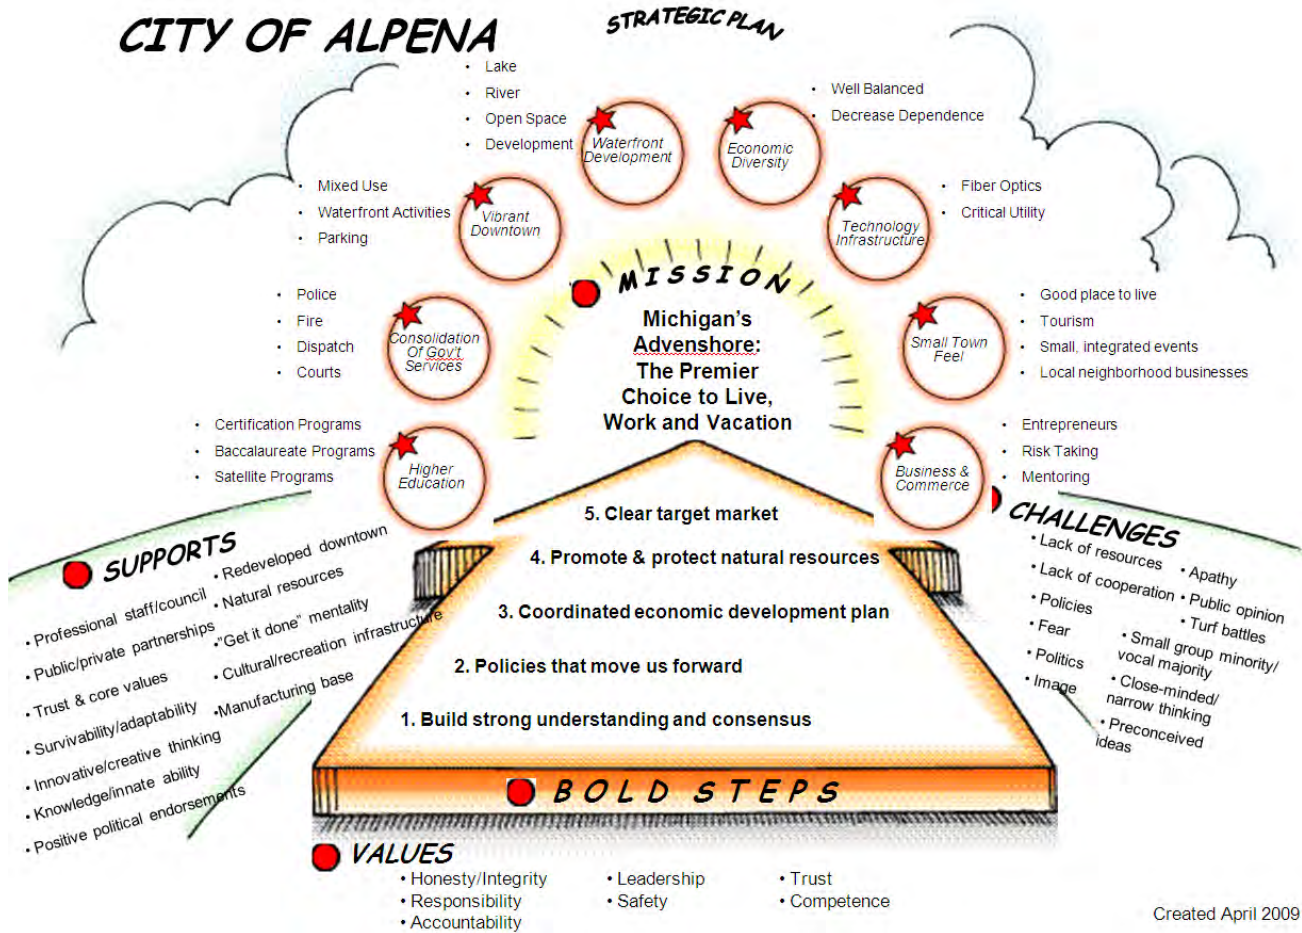 CITY OF ALPENA
STRATEGIC PLAN
• Lake
• River
• Open Space
• Development
Waterfront
Development
Economic
Diversity
• Well Balanced
• Decrease Dependence
• Mixed Use
• Waterfront Activities
• Parking
Vibrant
Downtown
Technology
Infrastructure
• Fiber Optics
• Critical Utility
• Police
• Fire
• Dispatch
• Courts
Consolidation
Of Gov't
Services
Small Town
Feel
• Good place to live
• Tourism
• Small, integrated events
• Local neighborhood businesses
• Certification Programs
• Baccalaureate Programs
• Satellite Programs
Higher
Education
Business &
Commerce
• Entrepreneurs
• Risk Taking
• Mentoring
MISSION
Michigan's
Advenshore:
The Premier
Choice to Live,
Work and Vacation
5. Clear target market
4. Promote & protect natural resources
3. Coordinated economic development plan
2. Policies that move us forward
1. Build strong understanding and consensus
BOLD STEPS
SUPPORTS
• Professional staff/council
• Public/private partnerships
• Trust & core values
• Survivability/adaptability
• Innovative/creative thinking
• Knowledge/innate ability
• Positive political endorsements
• Redeveloped downtown
• Natural resources
•"Get it done" mentality
• Cultural/recreation infrastructure
•Manufacturing base
CHALLENGES
• Lack of resources
• Lack of cooperation
• Policies
• Fear
• Politics
• Image
• Apathy
• Public opinion
• Turf battles
• Small group minority/
vocal majority
• Close-minded/
narrow thinking
• Preconceived
ideas
VALUES
• Honesty/Integrity
• Responsibility
• Accountability
• Leadership
• Safety
• Trust
• Competence
Created April 2009